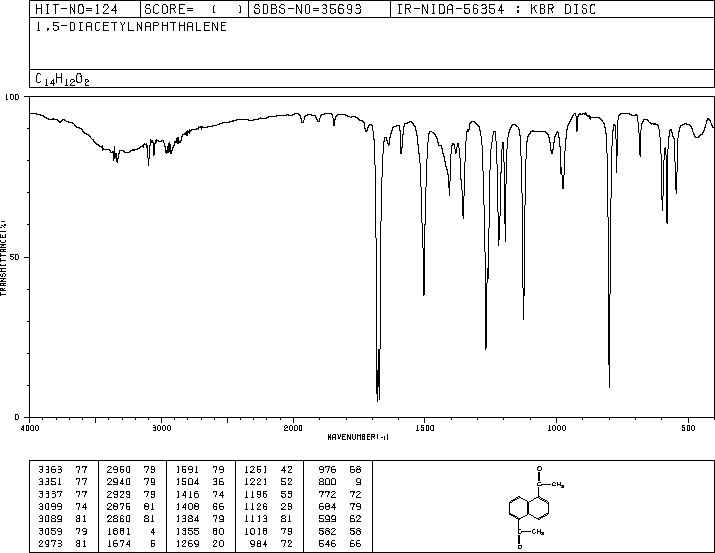 HIT-NO=124 SCORE= ( ) SDBS-NO=35693 IR-NIDA-56354 : KBR DISC
1,5-DIACETYLNAPHTHALENE
C14H12O2
100
50
0
TRANSMITTANCE(%)
4000 3000 2000 1500 1000 500
WAVENUMBER(-1)
3363 77 2960 79 1591 79 1261 42 976 68
3351 77 2940 79 1504 36 1221 52 800 9
3337 77 2929 79 1416 74 1196 53 772 72
3099 74 2876 81 1408 66 1126 29 684 79
3089 81 2860 81 1384 79 1113 81 599 62
3059 79 1681 4 1355 60 1018 79 582 58
2973 81 1674 5 1269 20 984 72 546 66
O
C—CH3
C—CH3
O